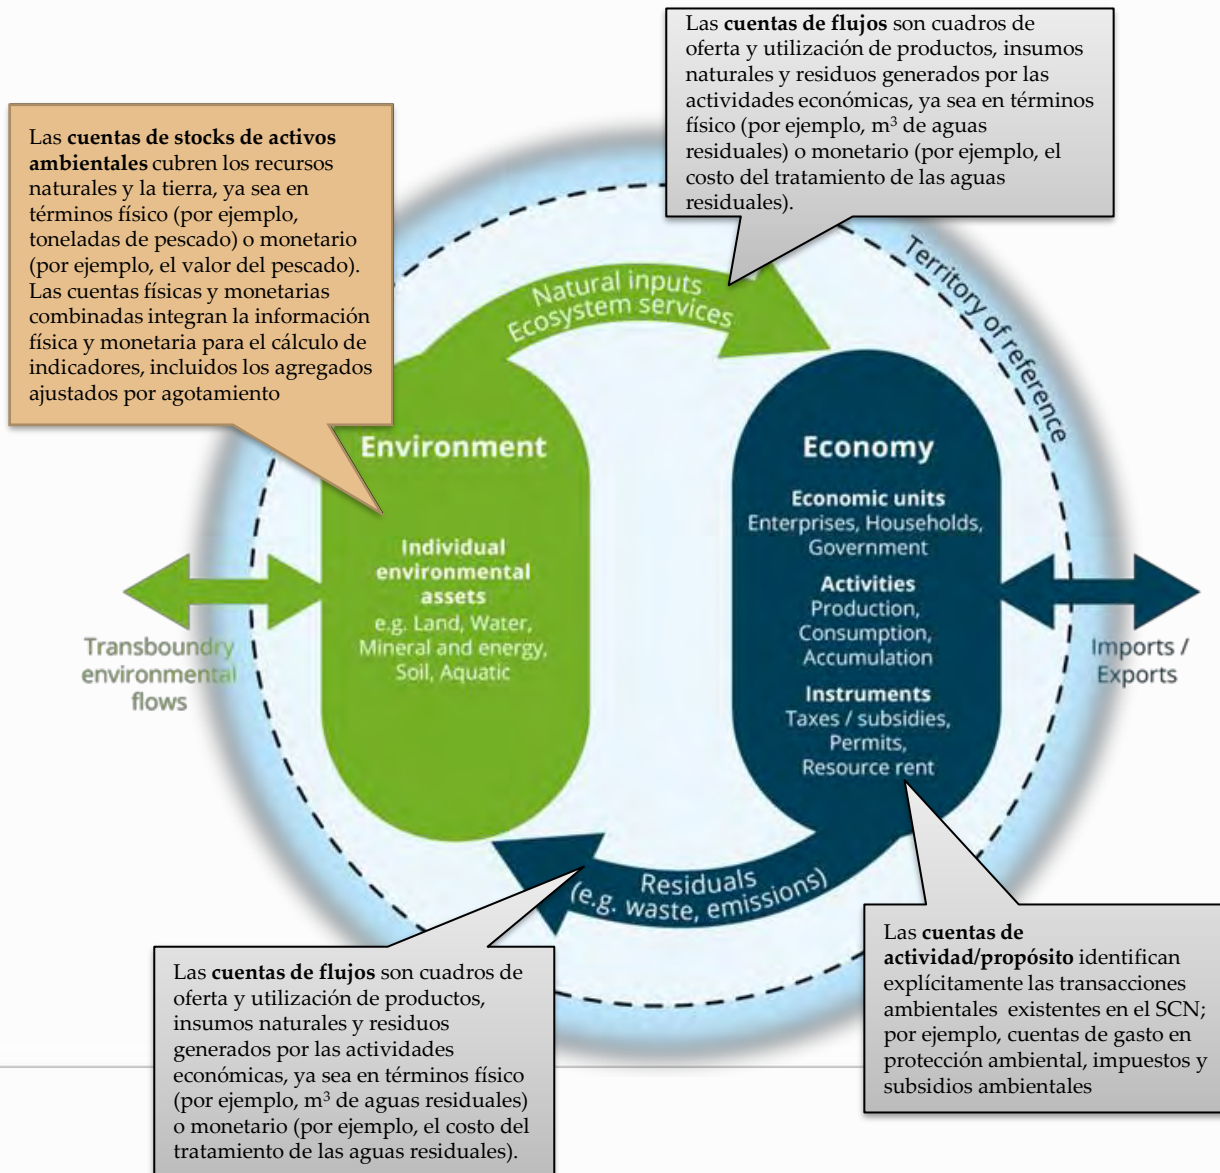 Las cuentas de flujos son cuadros de
oferta y utilización de productos, insumos
naturales y residuos generados por las
actividades económicas, ya sea en términos
físico (por ejemplo, m³ de aguas
residuales) o monetario (por ejemplo, el
costo del tratamiento de las aguas
residuales).
Las cuentas de stocks de activos
ambientales cubren los recursos
naturales y la tierra, ya sea en
términos físico (por ejemplo,
toneladas de pescado) o monetario
(por ejemplo, el valor del pescado).
Las cuentas físicas y monetarias
combinadas integran la información
física y monetaria para el cálculo de
indicadores, incluidos los agregados
ajustados por agotamiento
Natural inputs
Ecosystem services
Territory of reference
Environment
Individual
environmental
assets
e.g. Land, Water,
Mineral and energy,
Soil, Aquatic
Economy
Economic units
Enterprises, Households,
Government
Activities
Production,
Consumption,
Accumulation
Instruments
Taxes / subsidies,
Permits,
Resource rent
Transboundry
environmental
flows
Imports /
Exports
Residuals
(e.g. waste, emissions)
Las cuentas de flujos son cuadros de
oferta y utilización de productos,
insumos naturales y residuos
generados por las actividades
económicas, ya sea en términos físico
(por ejemplo, m³ de aguas residuales)
o monetario (por ejemplo, el costo del
tratamiento de las aguas residuales).
Las cuentas de
actividad/propósito identifican
explícitamente las transacciones
ambientales existentes en el SCN;
por ejemplo, cuentas de gasto en
protección ambiental, impuestos y
subsidios ambientales